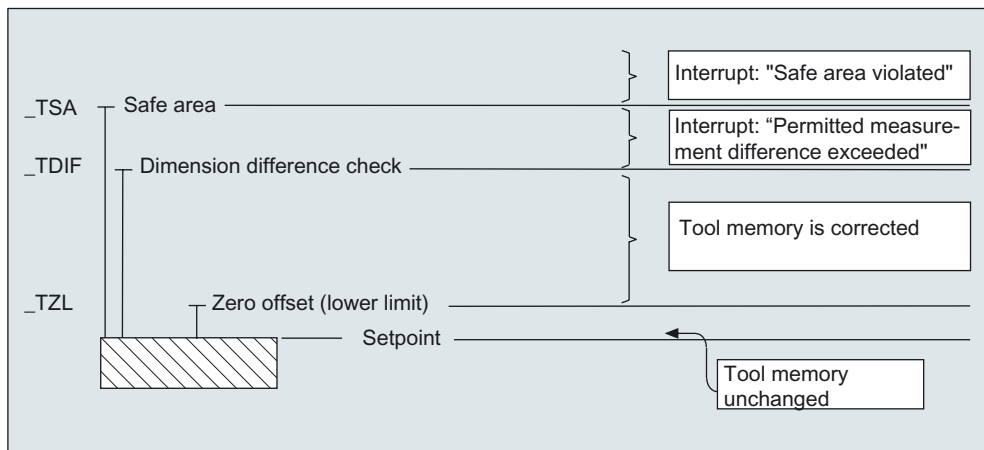 Interrupt: "Safe area violated"
_TSA Safe area
Interrupt: “Permitted measure-
ment difference exceeded"
_TDIF Dimension difference check
Tool memory is corrected
_TZL Zero offset (lower limit)
Setpoint
Tool memory
unchanged